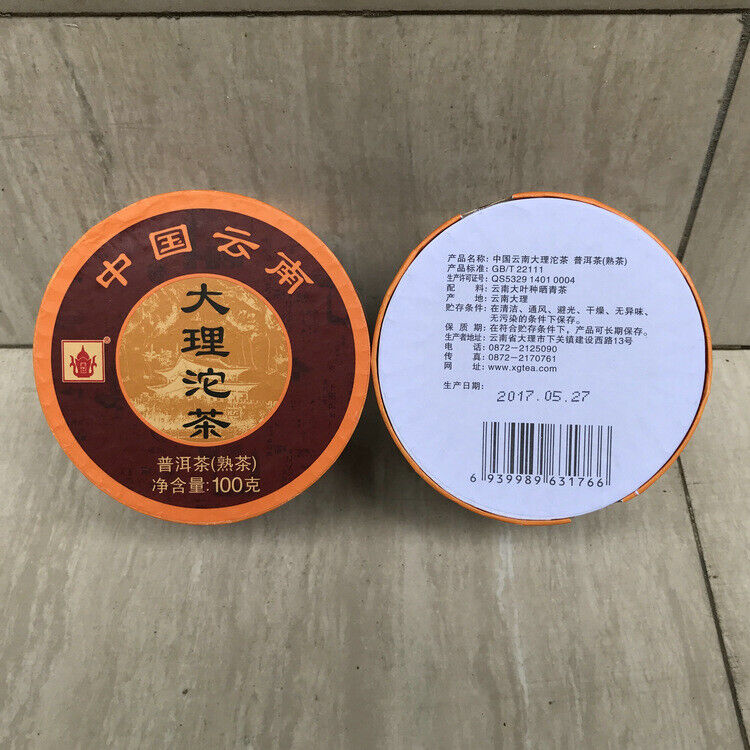 中国云南
大理沱茶
普洱茶(熟茶)
净含量:100克
产品名称: 中国云南大理沱茶 普洱茶(熟茶)
产品标准: GB/T 22111
生产许可证号: QS5329 1401 0004
配 料: 云南大叶种晒青茶
产 地: 云南大理
贮存条件: 在清洁、通风、避光、干燥、无异味、
无污染的条件下保存。
保 质 期: 在符合贮存条件下,产品可长期保存。
生产者地址: 云南省大理市下关镇建设西路13号
电 话: 0872-2125090
传 真: 0872-2170761
网 址: www.xgtea.com
生产日期:
2017.05.27
6 939989 631766